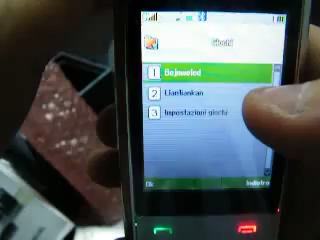 Giochi
1 Bejeweled
2 Lianliankan
3 Impostazioni giochi
Ok Indietro